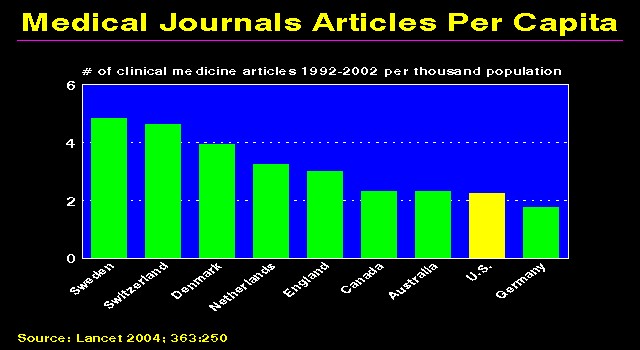 Medical Journals Articles Per Capita
# of clinical medicine articles 1992-2002 per thousand population
6
4
2
0
Sweden
Switzerland
Denmark
Netherlands
England
Canada
Australia
U.S.
Germany
Source: Lancet 2004; 363:250